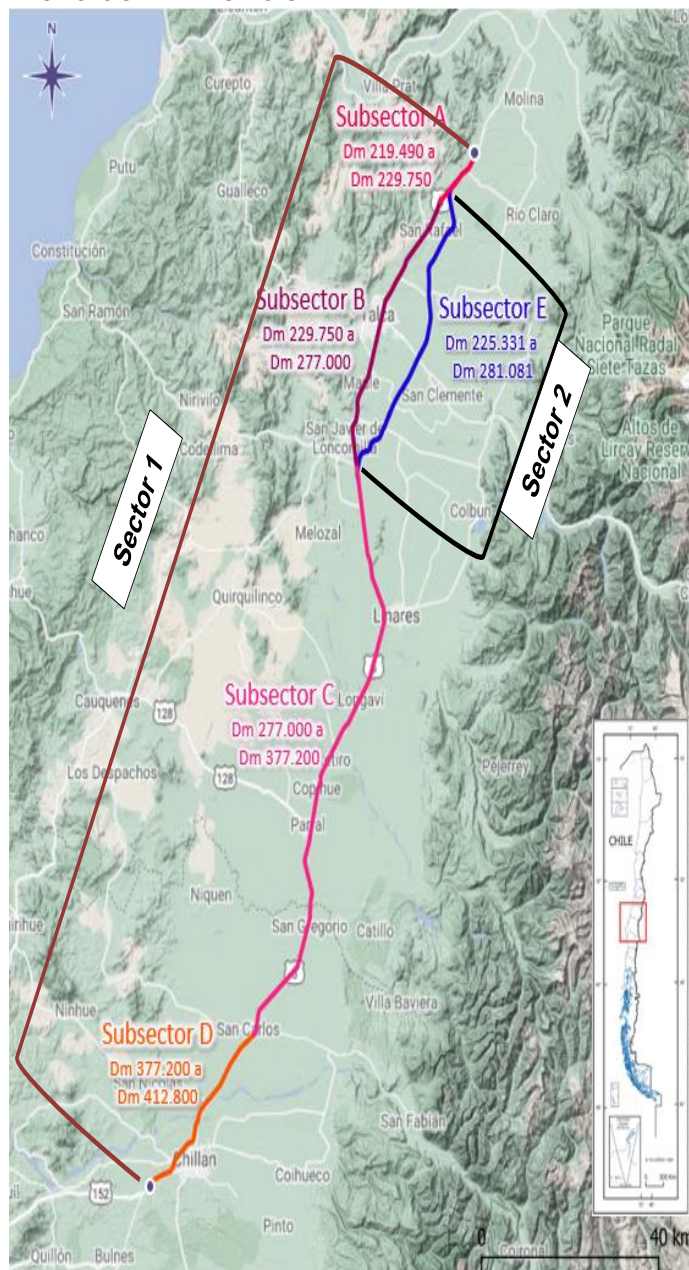 N
Curepto
Villa Prat
Molina
Subsector A
Dm 219.490 a
Dm 229.750
Putu
Gualleco
Río Claro
San Rafael
Constitución
San Ramón
Subsector B
Dm 229.750 a
Dm 277.000
Subsector E
Dm 225.331 a
Dm 281.081
Parque
Nacional Radal
Siete Tazas
Maule
San Clemente
Nirivilo
Sector 2
San Javier de
Loncomilla
Altos de
Lircay Reser
Nacional
Sector 1
Melozal
Quirquilinco
Linares
5
Subsector C
Dm 277.000 a
Dm 377.200
Longaví
Cauquenes
128
Los Despachos
128
Copihue
Parral
Pejerrey
CHILE
Niquen
San Gregorio
Catillo
Villa Baviera
Ninhue
San Carlos
Subsector D
Dm 377.200 a
Dm 412.800
San Nicolás
San Fabián
Chillan
Coihueco
152
Pinto
Quillón
Bulnes
0
40 km